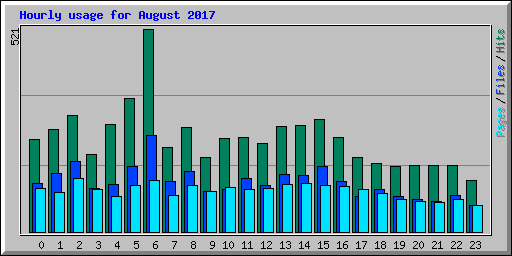 Hourly usage for August 2017
521
Pages / Files / Hits
0 1 2 3 4 5 6 7 8 9 10 11 12 13 14 15 16 17 18 19 20 21 22 23